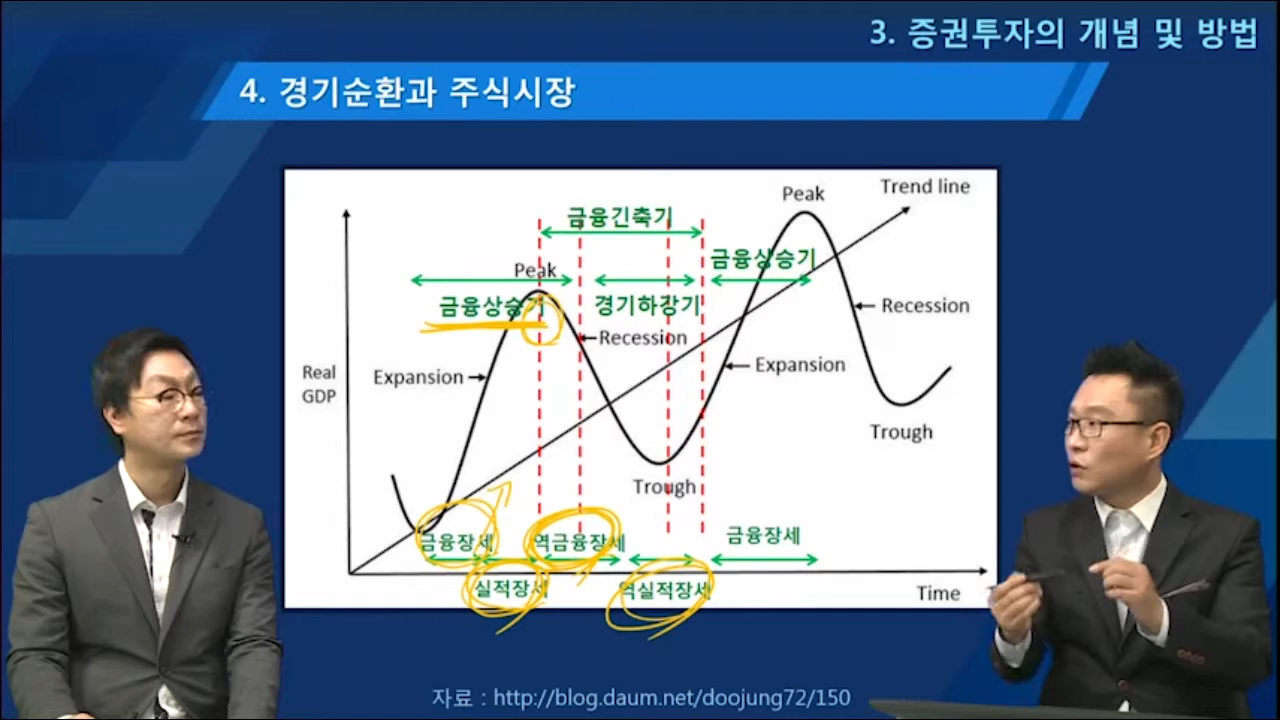 3. 증권투자의 개념 및 방법
4. 경기순환과 주식시장
Peak
Trend line
금융긴축기
금융상승기
Peak
금융상승기
경기하강기
Recession
Recession
Expansion
Expansion
Real
GDP
Trough
Trough
금융장세
역금융장세
금융장세
실적장세
역실적장세
Time
자료 : http://blog.daum.net/doojung72/150